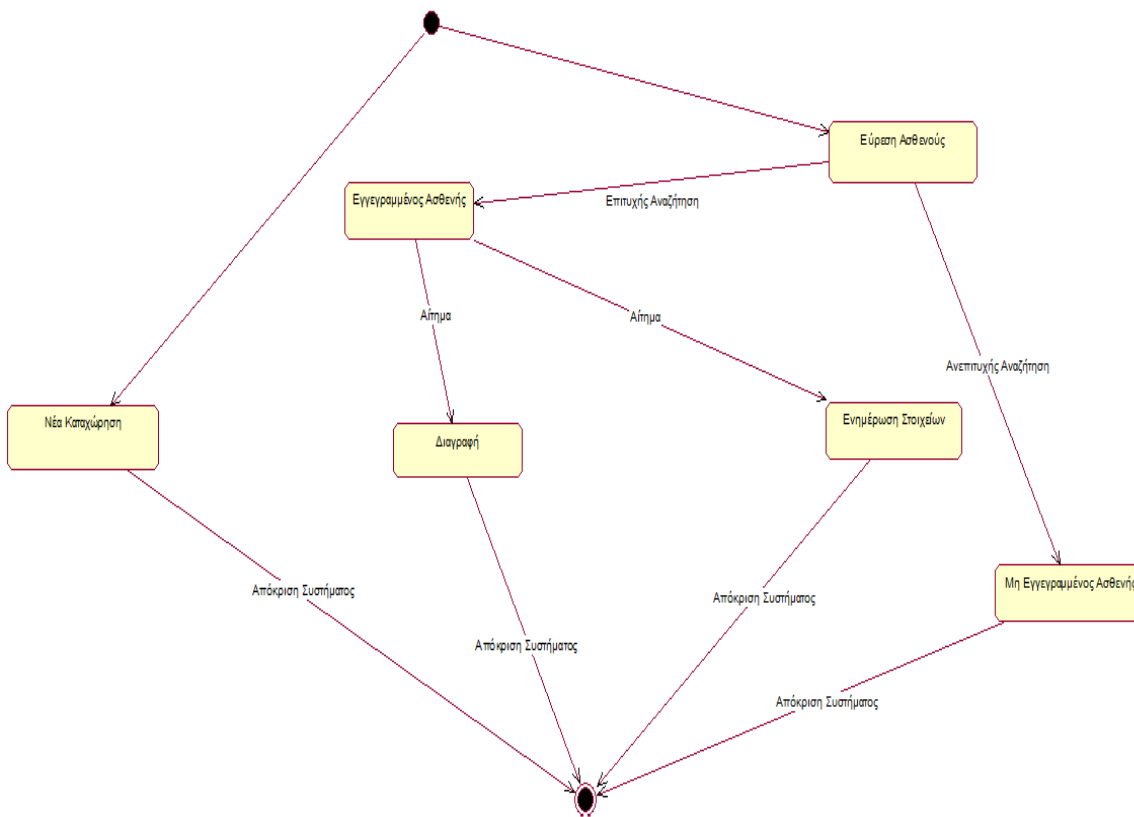 Εύρεση Ασθενούς
Εγγεγραμμένος Ασθενής
Επιτυχής Αναζήτηση
Αίτημα
Αίτημα
Ανεπιτυχής Αναζήτηση
Νέα Καταχώρηση
Διαγραφή
Ενημέρωση Στοιχείων
Μη Εγγεγραμμένος Ασθενής
Απόκριση Συστήματος
Απόκριση Συστήματος
Απόκριση Συστήματος
Απόκριση Συστήματος